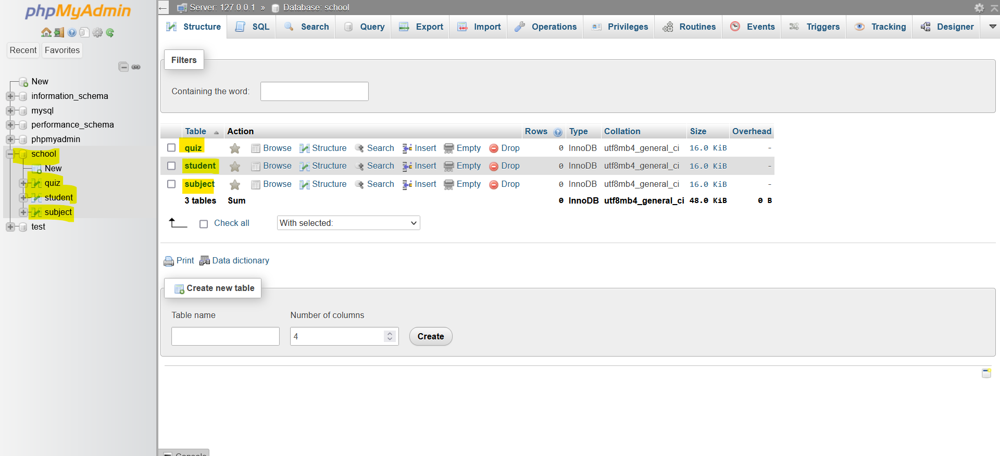 phpMyAdmin
Recent Favorites
New
information_schema
mysql
performance_schema
phpmyadmin
school
New
quiz
student
subject
test
Server: 127.0.0.1 » Database: school
Structure SQL Search Query Export Import Operations Privileges Routines Events Triggers Tracking Designer
Filters
Containing the word:
Table Action Rows Type Collation Size Overhead
quiz Browse Structure Search Insert Empty Drop 0 InnoDB utf8mb4_general_ci 16.0 KiB -
student Browse Structure Search Insert Empty Drop 0 InnoDB utf8mb4_general_ci 16.0 KiB -
subject Browse Structure Search Insert Empty Drop 0 InnoDB utf8mb4_general_ci 16.0 KiB -
3 tables Sum 0 InnoDB utf8mb4_general_ci 48.0 KiB 0 B
Check all With selected:
Print Data dictionary
Create new table
Table name Number of columns
4 Create
Console